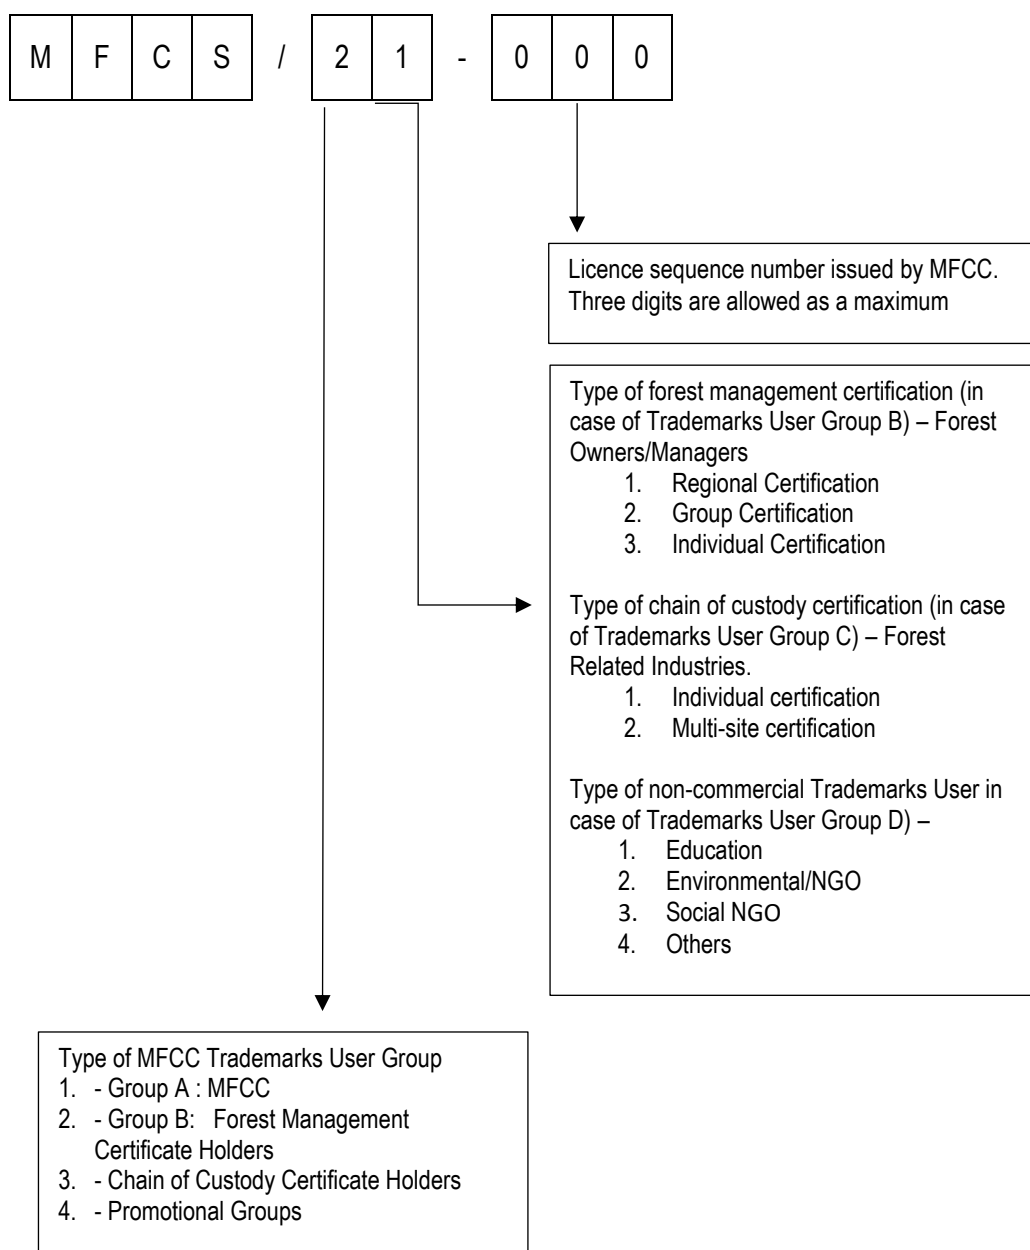 M F C S / 2 1 - 0 0 0
Licence sequence number issued by MFCC.
Three digits are allowed as a maximum
Type of forest management certification (in
case of Trademarks User Group B) – Forest
Owners/Managers
1. Regional Certification
2. Group Certification
3. Individual Certification
Type of chain of custody certification (in case
of Trademarks User Group C) – Forest
Related Industries.
1. Individual certification
2. Multi-site certification
Type of non-commercial Trademarks User in
case of Trademarks User Group D) –
1. Education
2. Environmental/NGO
3. Social NGO
4. Others
Type of MFCC Trademarks User Group
1. - Group A : MFCC
2. - Group B: Forest Management
Certificate Holders
3. - Chain of Custody Certificate Holders
4. - Promotional Groups